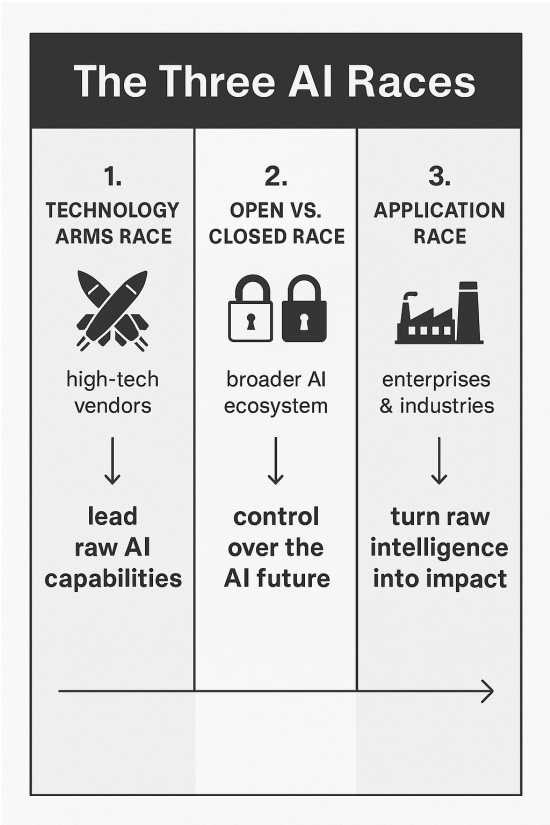 The Three AI Races
1.
TECHNOLOGY
ARMS RACE
high-tech
vendors
lead
raw AI
capabilities
2.
OPEN VS.
CLOSED RACE
broader AI
ecosystem
control
over the
AI future
3.
APPLICATION
RACE
enterprises
& industries
turn raw
intelligence
into impact